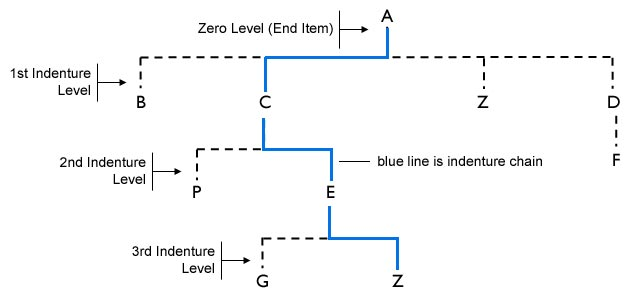 A
Zero Level (End Item)
1st Indenture
Level
B
C
Z
D
2nd Indenture
Level
blue line is indenture chain
F
P
E
3rd Indenture
Level
G
Z